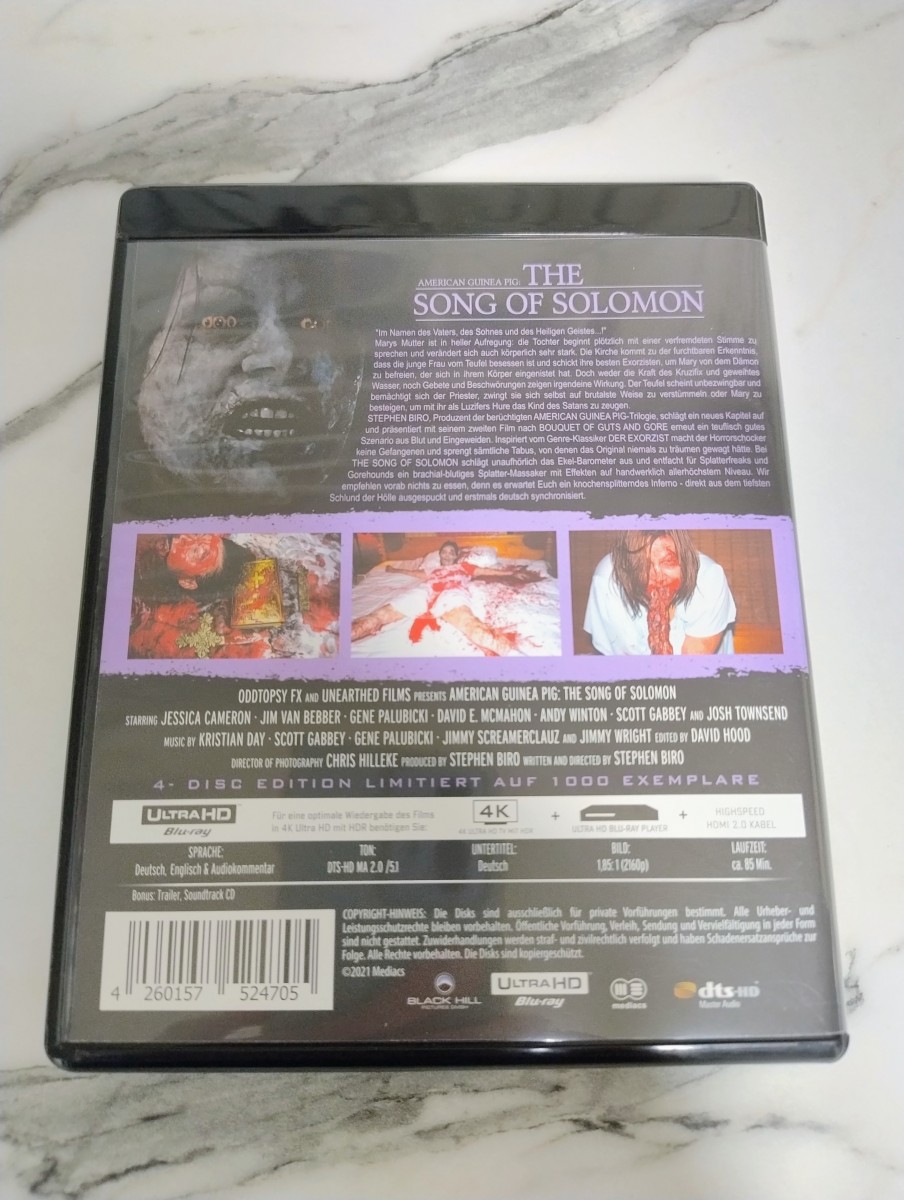 AMERICAN GUINEA PIG: THE
SONG OF SOLOMON
"Im Namen des Vaters, des Sohnes und des Heiligen Geistes...!"
Marys Mutter ist in heller Aufregung: die Tochter beginnt plötzlich mit einer verfremdeten Stimme zu
sprechen und verändert sich auch körperlich sehr stark. Die Kirche kommt zu der furchtbaren Erkenntnis,
dass die junge Frau vom Teufel besessen ist und schickt ihre besten Exorzisten, um Mary von dem Dämon
zu befreien, der sich in ihrem Körper eingenistet hat. Doch weder die Kraft des Kruzifix und geweihtes
Wasser, noch Gebete und Beschwörungen zeigen irgendeine Wirkung. Der Teufel scheint unbezwingbar und
bemächtigt sich der Priester, zwingt sie sich selbst auf brutalste Weise zu verstümmeln oder Mary zu
besteigen, um mit ihr als Luzifers Hure das Kind des Satans zu zeugen.
STEPHEN BIRO, Produzent der berüchtigten AMERICAN GUINEA PIG-Trilogie, schlägt ein neues Kapitel auf
und präsentiert mit seinem zweiten Film nach BOUQUET OF GUTS AND GORE erneut ein teuflisch gutes
Szenario aus Blut und Eingeweiden. Inspiriert vom Genre-Klassiker DER EXORZIST macht der Horrorschocker
keine Gefangenen und sprengt sämtliche Tabus, von denen das Original niemals zu träumen gewagt hätte. Bei
THE SONG OF SOLOMON schlägt unaufhörlich das Ekel-Barometer aus und entfacht für Splatterfreaks und
Gorehounds ein brachial-blutiges Splatter-Massaker mit Effekten auf handwerklich allerhöchstem Niveau. Wir
empfehlen vorab nichts zu essen, denn es erwartet Euch ein knochensplitterndes Inferno - direkt aus dem tiefsten
Schlund der Hölle ausgespuckt und erstmals deutsch synchronisiert.
ODDTOPSY FX AND UNEARTHED FILMS PRESENTS AMERICAN GUINEA PIG: THE SONG OF SOLOMON
STARRING JESSICA CAMERON · JIM VAN BEBBER · GENE PALUBICKI · DAVID E. MCMAHON · ANDY WINTON · SCOTT GABBEY AND JOSH TOWNSEND
MUSIC BY KRISTIAN DAY · SCOTT GABBEY · GENE PALUBICKI · JIMMY SCREAMERCLAUZ AND JIMMY WRIGHT EDITED BY DAVID HOOD
DIRECTOR OF PHOTOGRAPHY CHRIS HILLEKE PRODUCED BY STEPHEN BIRO WRITTEN AND DIRECTED BY STEPHEN BIRO
4- DISC EDITION LIMITIERT AUF 1000 EXEMPLARE
ULTRA HD
Blu-ray
Für eine optimale Wiedergabe des Films
in 4K Ultra HD mit HDR benötigen Sie:
4K
4K ULTRA HD TV MIT HDR
+
ULTRA HD BLU-RAY PLAYER
+
HIGHSPEED
HDMI 2.0 KABEL
SPRACHE:
Deutsch, Englisch & Audiokommentar
TON:
DTS-HD MA 2.0 /5.1
UNTERTITEL:
Deutsch
BILD:
1,85:1 (2160p)
LAUFZEIT:
ca. 85 Min.
Bonus: Trailer, Soundtrack CD
COPYRIGHT-HINWEIS: Die Disks sind ausschließlich für private Vorführungen bestimmt. Alle Urheber- und
Leistungsschutzrechte bleiben vorbehalten. Öffentliche Vorführung, Verleih, Sendung und Vervielfältigung in jeder Form
sind nicht gestattet. Zuwiderhandlungen werden straf- und zivilrechtlich verfolgt und haben Schadenersatzansprüche zur
Folge. Alle Rechte vorbehalten. Die Disks sind kopiergeschützt.
©2021 Mediacs
4 260157 524705
BLACK HILL
PICTURES GMBH
ULTRA HD
Blu-ray
mediacs
dts-HD
Master Audio